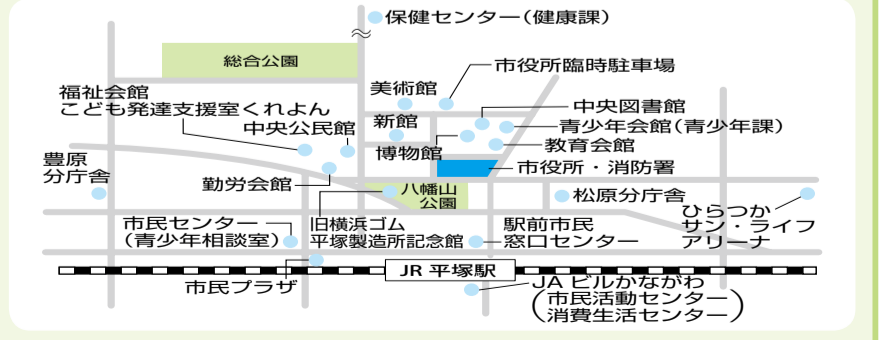 保健センター(健康課)
総合公園
市役所臨時駐車場
美術館
福祉会館
こども発達支援室くれよん
中央図書館
中央公民館
新館
青少年会館(青少年課)
博物館
教育会館
豊原
分庁舎
市役所・消防署
勤労会館
八幡山
公園
松原分庁舎
ひらつか
サン・ライフ
アリーナ
市民センター
(青少年相談室)
旧横浜ゴム
平塚製造所記念館
駅前市民
窓口センター
JR 平塚駅
市民プラザ
JA ビルかながわ
(市民活動センター
消費生活センター)